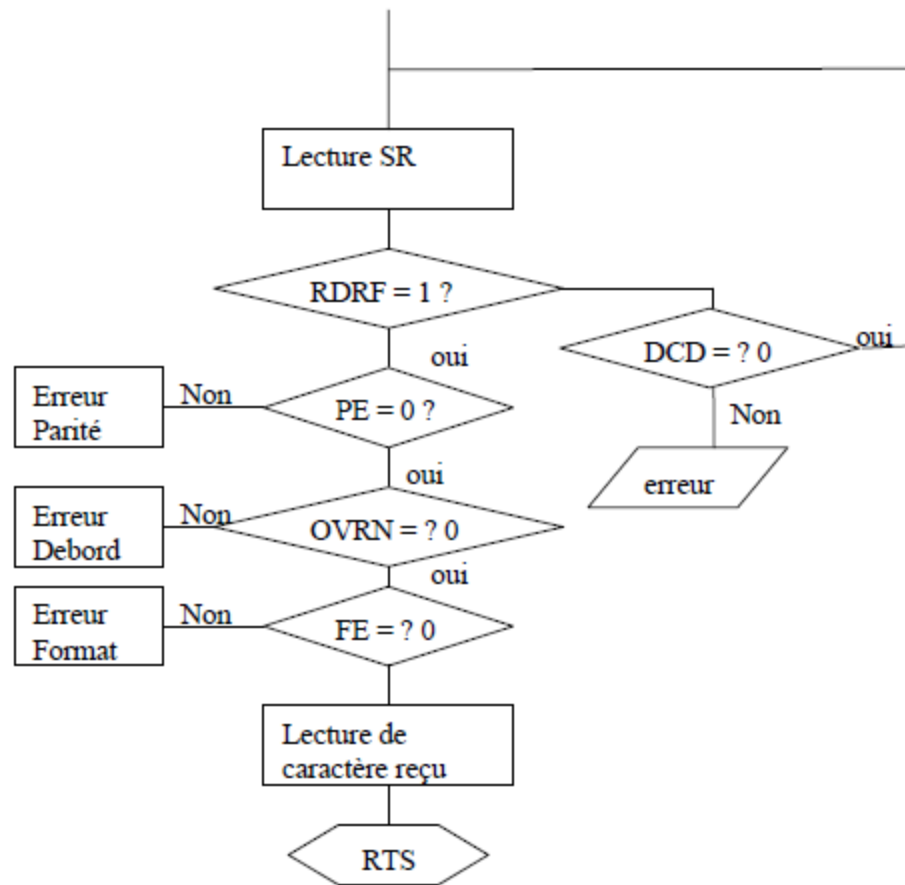 Lecture SR
RDRF = 1 ?
DCD = ? 0
oui
oui
Non
erreur
Erreur
Parité
Non
PE = 0 ?
oui
Erreur
Debord
Non
OVRN = ? 0
oui
Erreur
Format
Non
FE = ? 0
Lecture de
caractère reçu
RTS